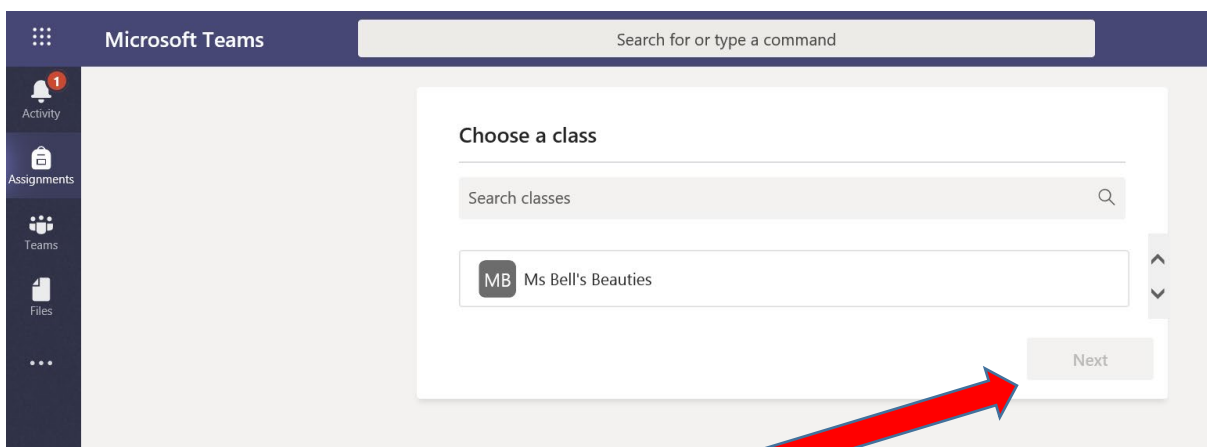 Microsoft Teams
Search for or type a command
1
Activity
Assignments
Teams
Files
Choose a class
Search classes
MB Ms Bell's Beauties
Next